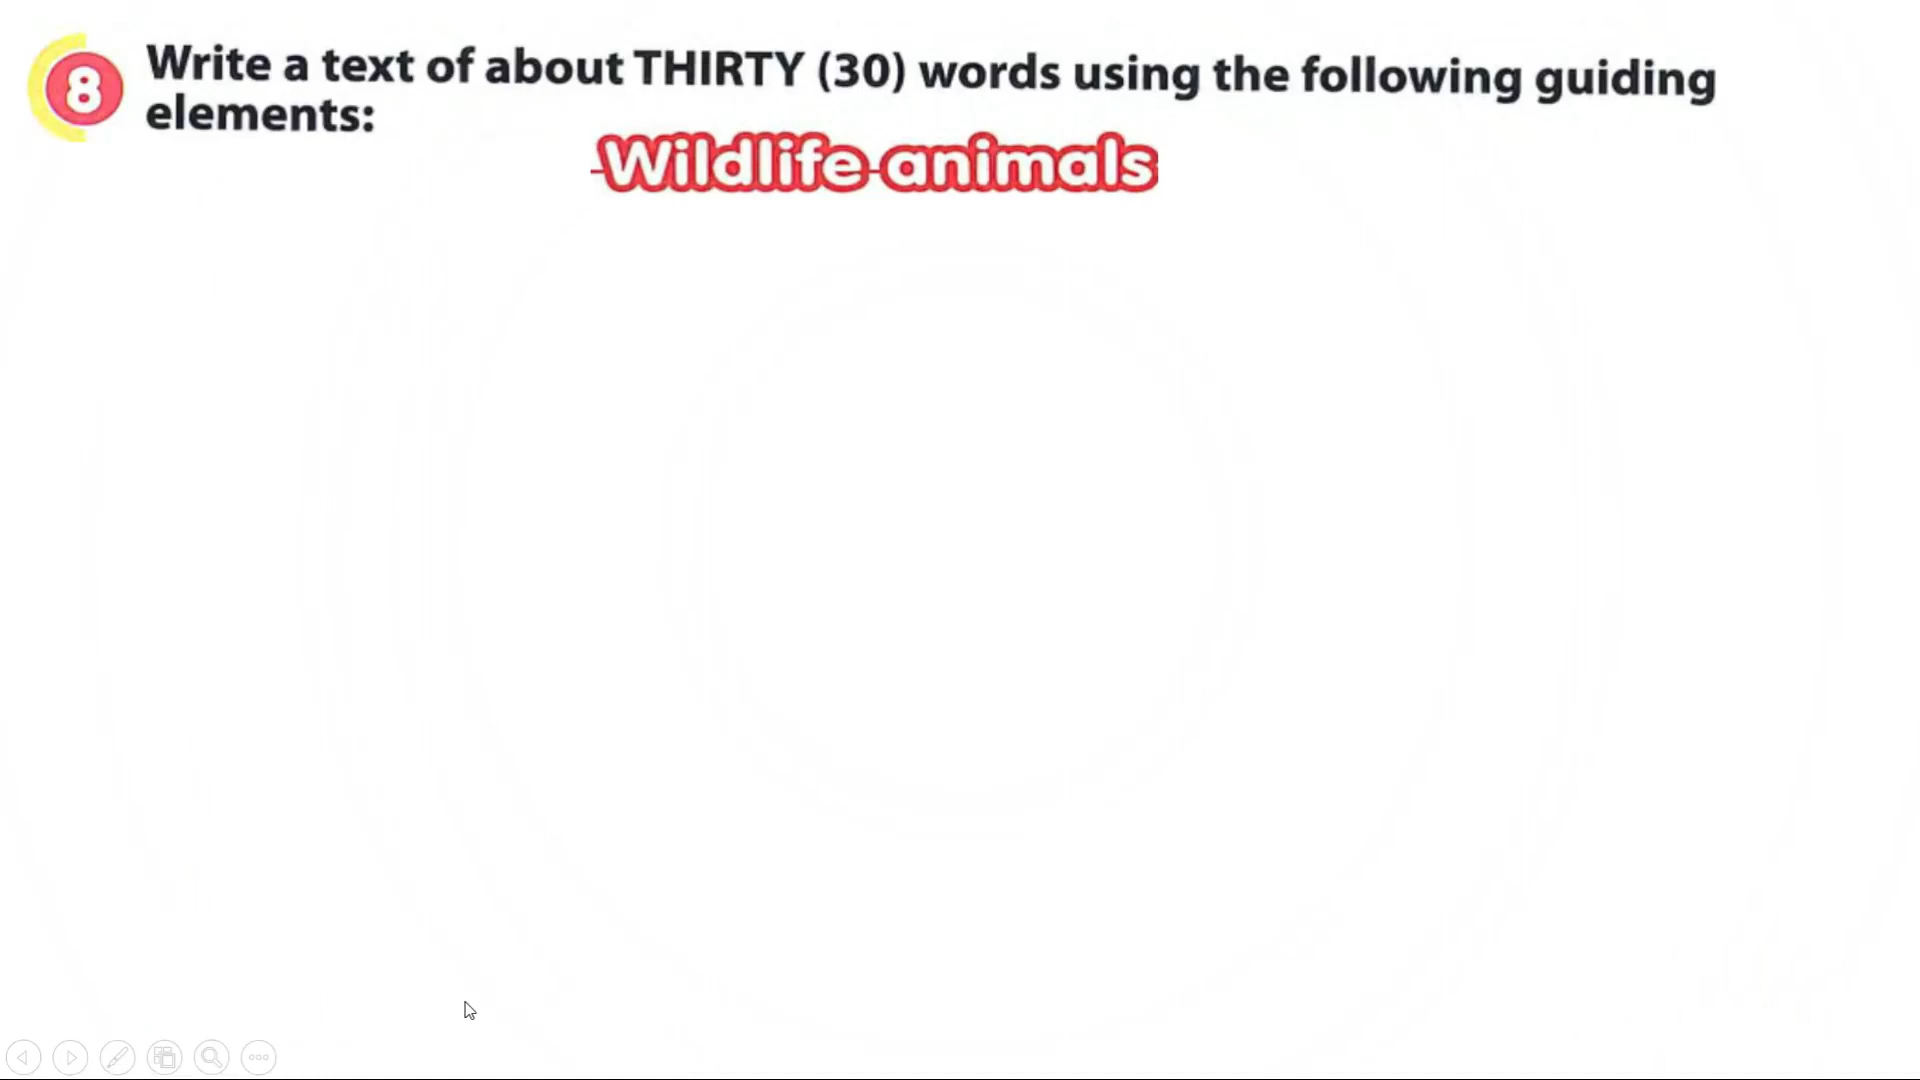 8 Write a text of about THIRTY (30) words using the following guiding
elements:
-Wildlife-animals